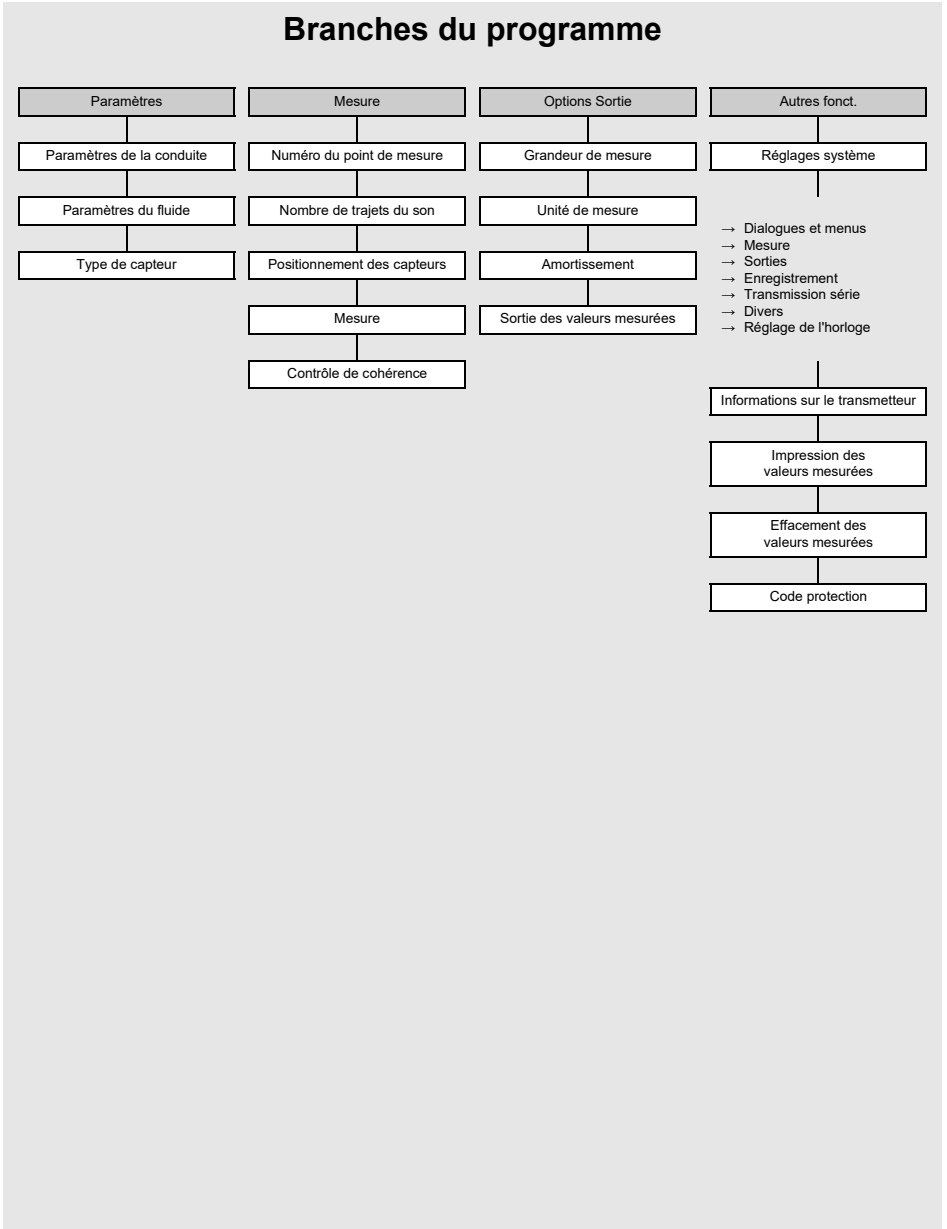 Branches du programme
Paramètres
Paramètres de la conduite
Paramètres du fluide
Type de capteur
Mesure
Numéro du point de mesure
Nombre de trajets du son
Positionnement des capteurs
Mesure
Contrôle de cohérence
Options Sortie
Grandeur de mesure
Unité de mesure
Amortissement
Sortie des valeurs mesurées
Autres fonct.
Réglages système
→ Dialogues et menus
→ Mesure
→ Sorties
→ Enregistrement
→ Transmission série
→ Divers
→ Réglage de l'horloge
Informations sur le transmetteur
Impression des
valeurs mesurées
Effacement des
valeurs mesurées
Code protection